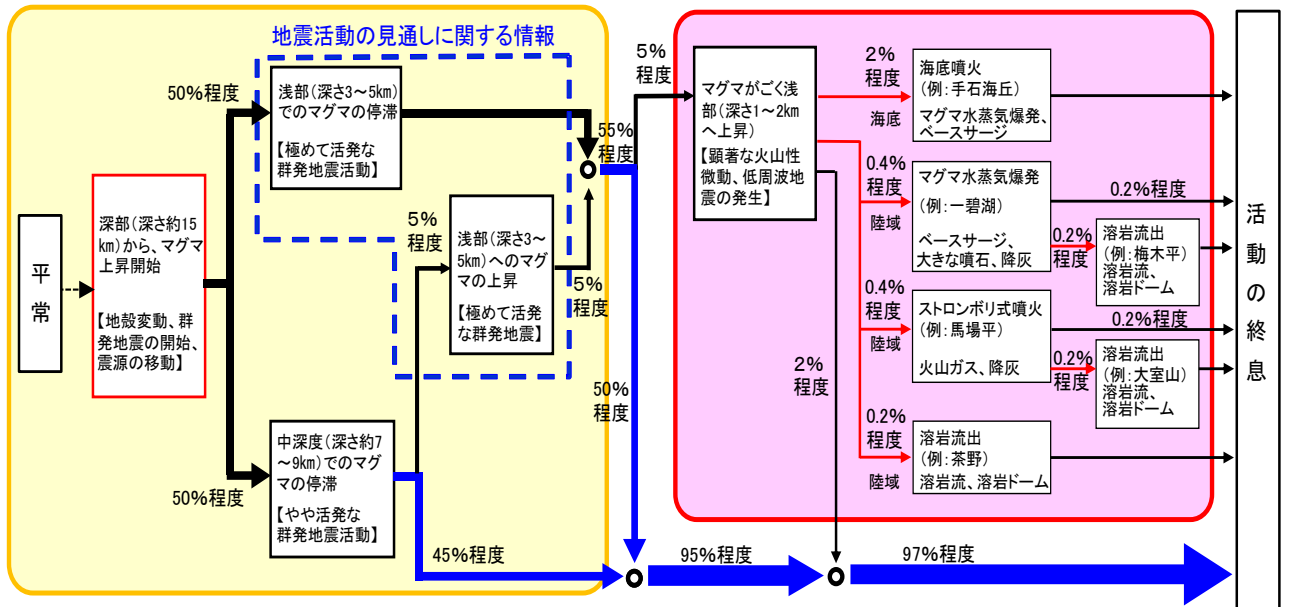 地震活動の見通しに関する情報
平
常
深部(深さ約15
km)から、マグマ
上昇開始
【地殻変動、群
発地震の開始、
震源の移動】
50%程度
浅部(深さ3~5km)
でのマグマの停滞
【極めて活発な
群発地震活動】
50%程度
中深度(深さ約7
~9km)でのマグ
マの停滞
【やや活発な
群発地震活動】
5%
程度
浅部(深さ3~
5km)へのマグ
マの上昇
【極めて活発
な群発地震】
5%
程度
55%
程度
50%
程度
45%程度
5%
程度
マグマがごく浅
部(深さ1~2km
へ上昇)
【顕著な火山性
微動、低周波地
震の発生】
2%
程度
海底
海底噴火
(例:手石海丘)
マグマ水蒸気爆発、
ベースサージ
0.4%
程度
陸域
マグマ水蒸気爆発
(例:一碧湖)
ベースサージ、
大きな噴石、降灰
0.2%程度
0.2%
程度
溶岩流出
(例:梅木平)
溶岩流、
溶岩ドーム
0.4%
程度
陸域
ストロンボリ式噴火
(例:馬場平)
火山ガス、降灰
0.2%程度
0.2%
程度
溶岩流出
(例:大室山)
溶岩流、
溶岩ドーム
0.2%
程度
陸域
溶岩流出
(例:茶野)
溶岩流、溶岩ドーム
2%
程度
95%程度
97%程度
活
動
の
終
息